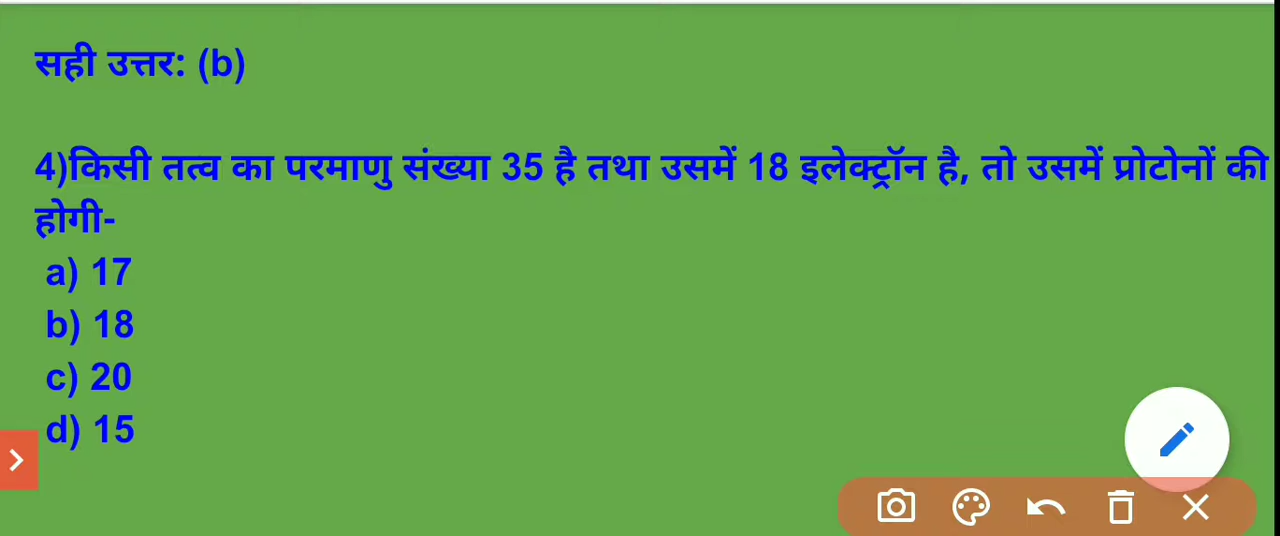 सही उत्तर: (b)
4)किसी तत्व का परमाणु संख्या 35 है तथा उसमें 18 इलेक्ट्रॉन है, तो उसमें प्रोटोनों की
होगी-
a) 17
b) 18
c) 20
d) 15